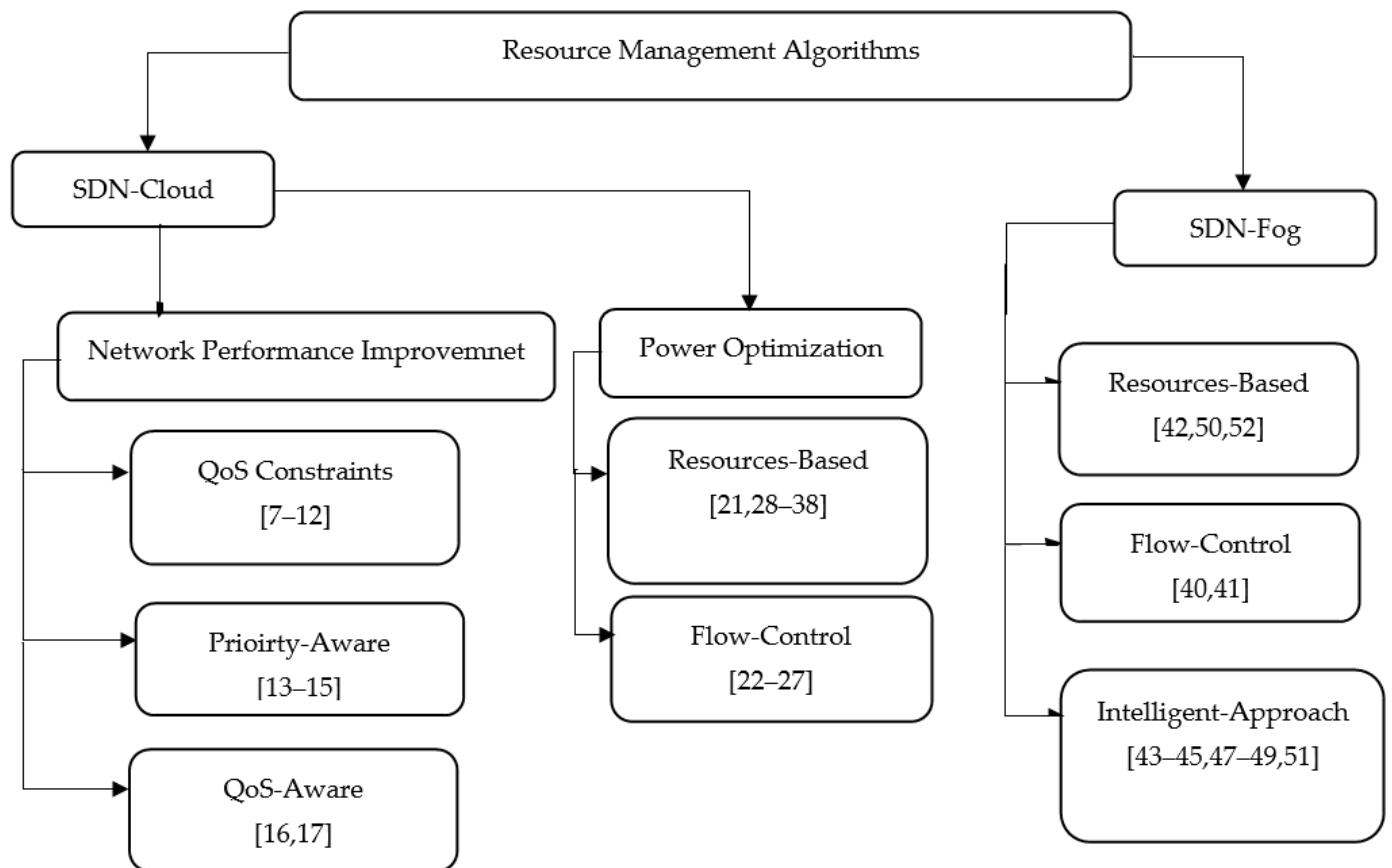 Resource Management Algorithms
SDN-Cloud
SDN-Fog
Network Performance Improvemnet
Power Optimization
QoS Constraints
[7–12]
Prioirty-Aware
[13–15]
QoS-Aware
[16,17]
Resources-Based
[21,28–38]
Flow-Control
[22–27]
Resources-Based
[42,50,52]
Flow-Control
[40,41]
Intelligent-Approach
[43–45,47–49,51]